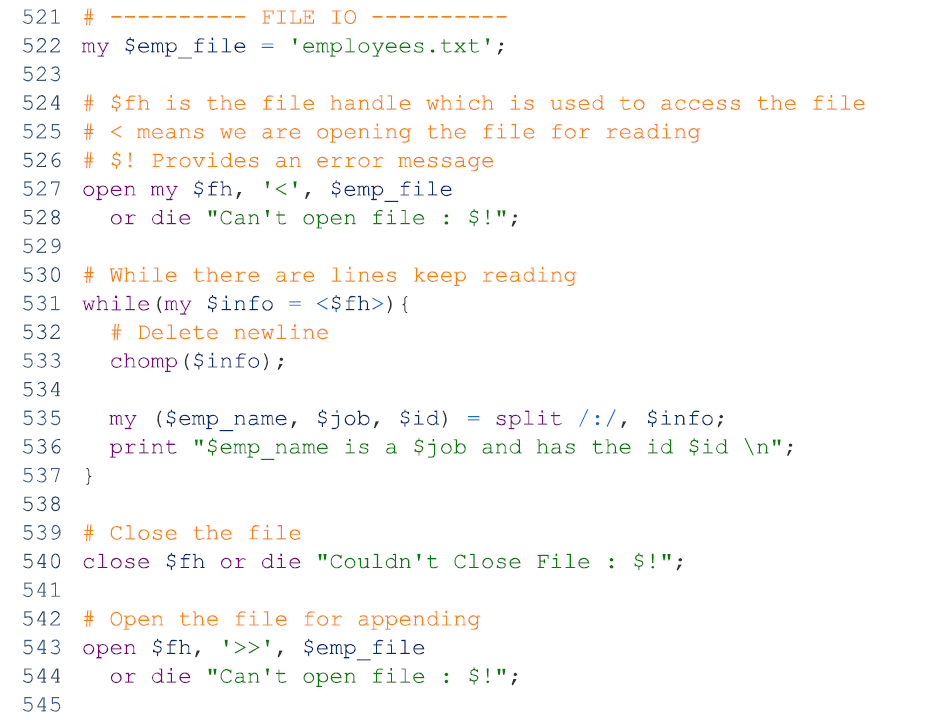 521 # ---------- FILE IO ----------
522 my $emp_file = 'employees.txt';
523
524 # $fh is the file handle which is used to access the file
525 # < means we are opening the file for reading
526 # $! Provides an error message
527 open my $fh, '<', $emp_file
528   or die "Can't open file : $!";
529
530 # While there are lines keep reading
531 while(my $info = <$fh>){
532   # Delete newline
533   chomp($info);
534
535   my ($emp_name, $job, $id) = split /:/, $info;
536   print "$emp_name is a $job and has the id $id \n";
537 }
538
539 # Close the file
540 close $fh or die "Couldn't Close File : $!";
541
542 # Open the file for appending
543 open $fh, '>>', $emp_file
544   or die "Can't open file : $!";
545